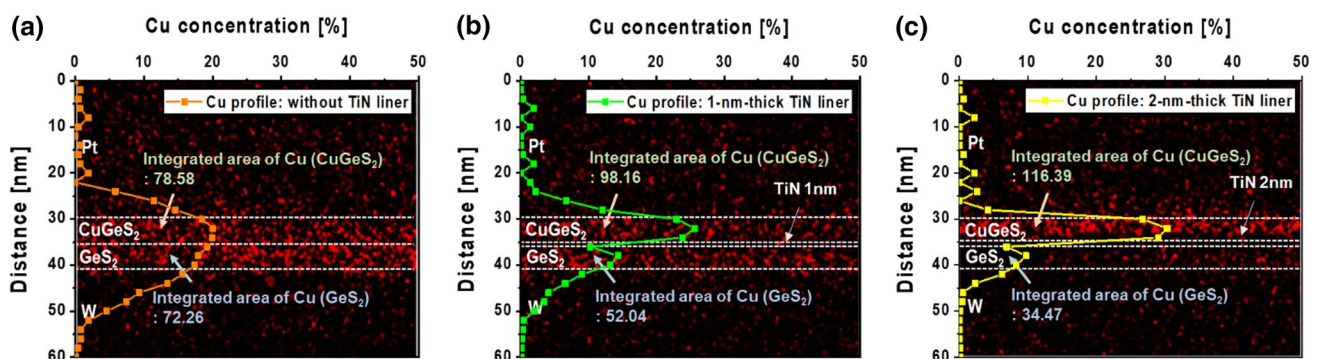 (a)
Cu concentration [%]
0 10 20 30 40 50
Distance [nm]
0
10
20
30
40
50
60
Cu profile: without TiN liner
Pt
Integrated area of Cu (CuGeS₂)
: 78.58
CuGeS₂
GeS₂
Integrated area of Cu (GeS₂)
: 72.26
W
(b)
Cu concentration [%]
0 10 20 30 40 50
Distance [nm]
0
10
20
30
40
50
60
Cu profile: 1-nm-thick TiN liner
Pt
Integrated area of Cu (CuGeS₂)
: 98.16
TiN 1nm
CuGeS₂
GeS₂
Integrated area of Cu (GeS₂)
: 52.04
W
(c)
Cu concentration [%]
0 10 20 30 40 50
Distance [nm]
0
10
20
30
40
50
60
Cu profile: 2-nm-thick TiN liner
Pt
Integrated area of Cu (CuGeS₂)
: 116.39
TiN 2nm
CuGeS₂
GeS₂
Integrated area of Cu (GeS₂)
: 34.47
W